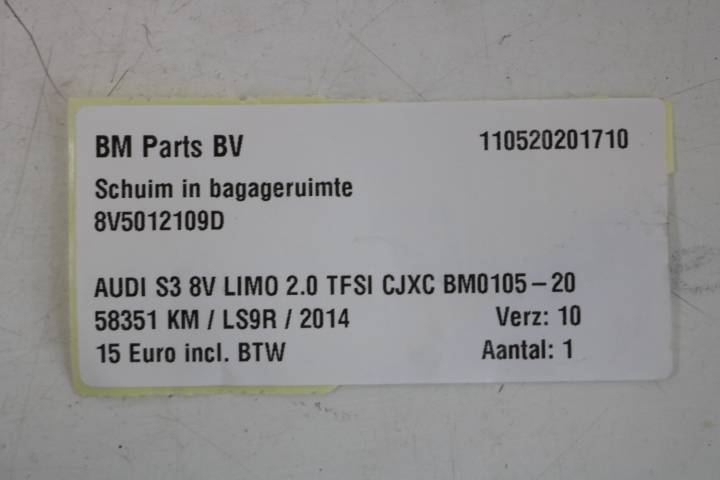 BM Parts BV 110520201710
Schuim in bagageruimte
8V5012109D
AUDI S3 8V LIMO 2.0 TFSI CJXC BM0105-20
58351 KM / LS9R / 2014 Verz: 10
15 Euro incl. BTW Aantal: 1